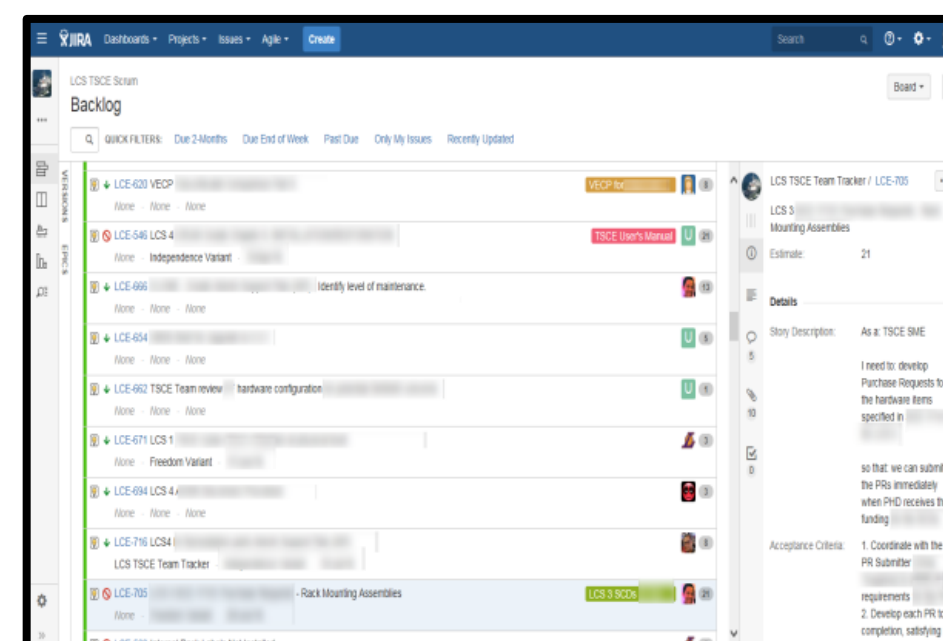 JIRA Dashboards Projects Issues Agile Create Search
LCS TSCE Scrum
Backlog
Board
QUICK FILTERS: Due 2-Months Due End of Week Past Due Only My Issues Recently Updated
VERSIONS
EPICS
LCE-620 VECP
VECP for
None - None - None
LCE-546 LCS 4
TSCE User's Manual U 21
None - Independence Variant -
LCE-666 Identify level of maintenance.
13
None - None - None
LCE-654
U 5
None - None - None
LCE-662 TSCE Team review hardware configuration
U
None - None - None
LCE-671 LCS 1
3
None - Freedom Variant -
LCE-694 LCS 4
3
None - None - None
LCE-716 LCS4
8
LCS TSCE Team Tracker -
LCE-705 - Rack Mounting Assemblies
LCS 3 SCDs 21
None -
LCS TSCE Team Tracker / LCE-705
LCS 3
Mounting Assemblies
Estimate: 21
Details
Story Description: As a: TSCE SME
I need to: develop
Purchase Requests
the hardware items
specified in
so that: we can submit
the PRs immediately
when PHD receives
funding
Acceptance Criteria: 1. Coordinate with the
PR Submitter
requirements
2. Develop each PR to
completion, satisfying
5
10
0